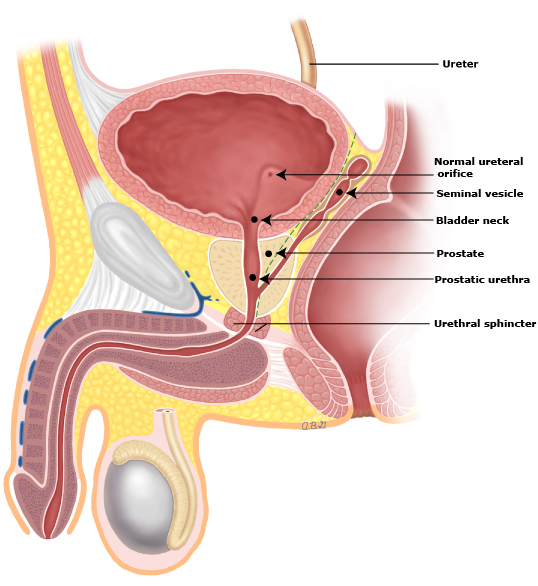 Ureter
Normal ureteral
orifice
Seminal vesicle
Bladder neck
Prostate
Prostatic urethra
Urethral sphincter